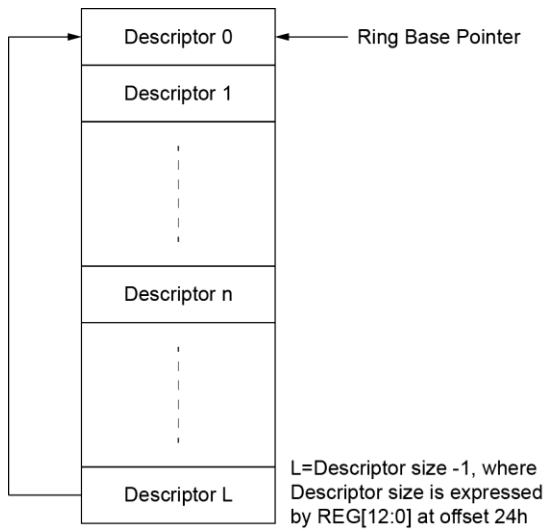 Descriptor 0
Ring Base Pointer
Descriptor 1
Descriptor n
Descriptor L
L=Descriptor size -1, where
Descriptor size is expressed
by REG[12:0] at offset 24h